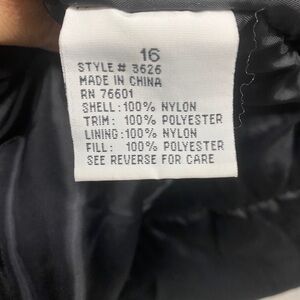 16
STYLE # 3626
MADE IN CHINA
RN 76601
SHELL: 100% NYLON
TRIM: 100% POLYESTER
LINING: 100% NYLON
FILL: 100% POLYESTER
SEE REVERSE FOR CARE